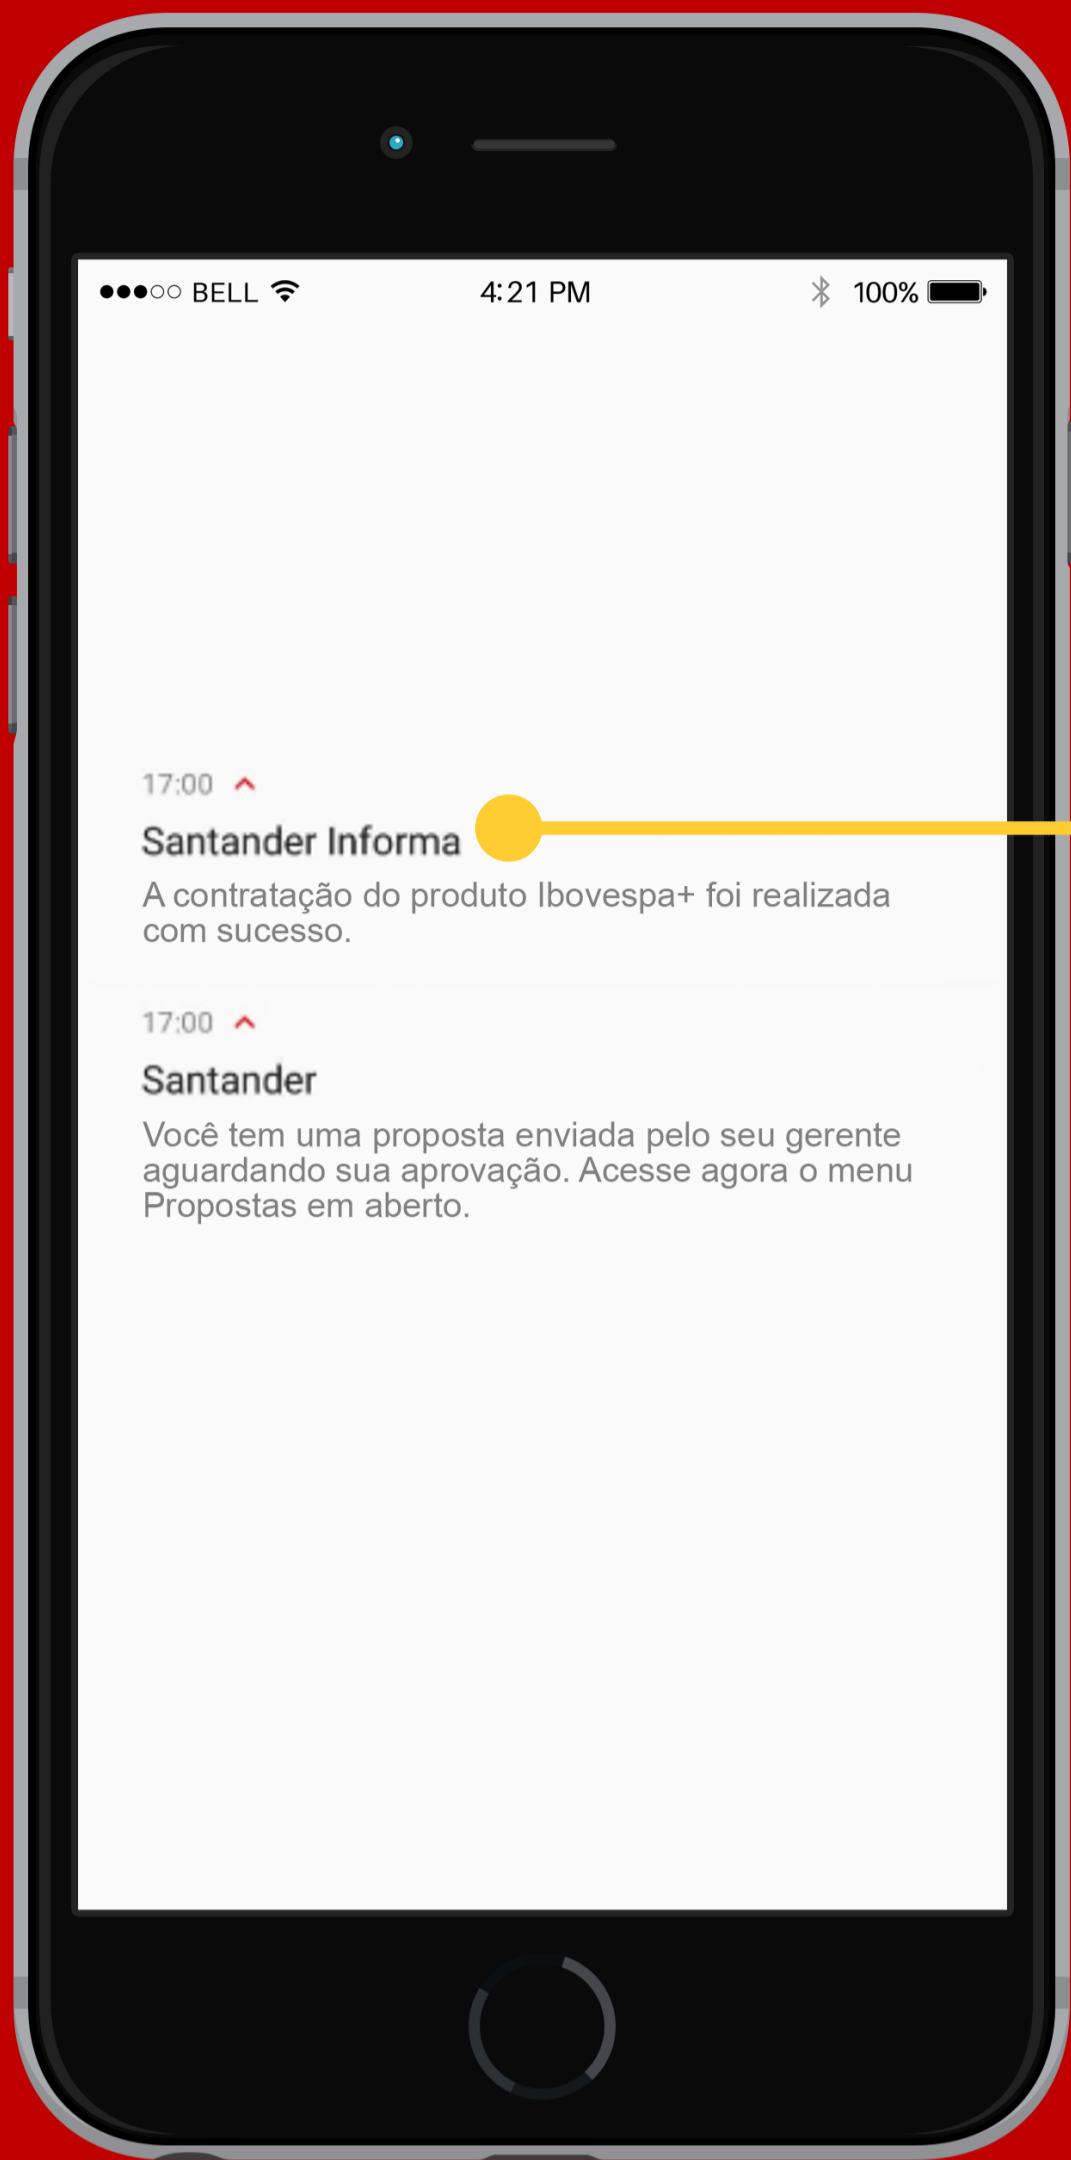 BELL 4:21 PM 100%
17:00
Santander Informa
A contratação do produto Ibovespa+ foi realizada
com sucesso.
17:00
Santander
Você tem uma proposta enviada pelo seu gerente
aguardando sua aprovação. Acesse agora o menu
Propostas em aberto.